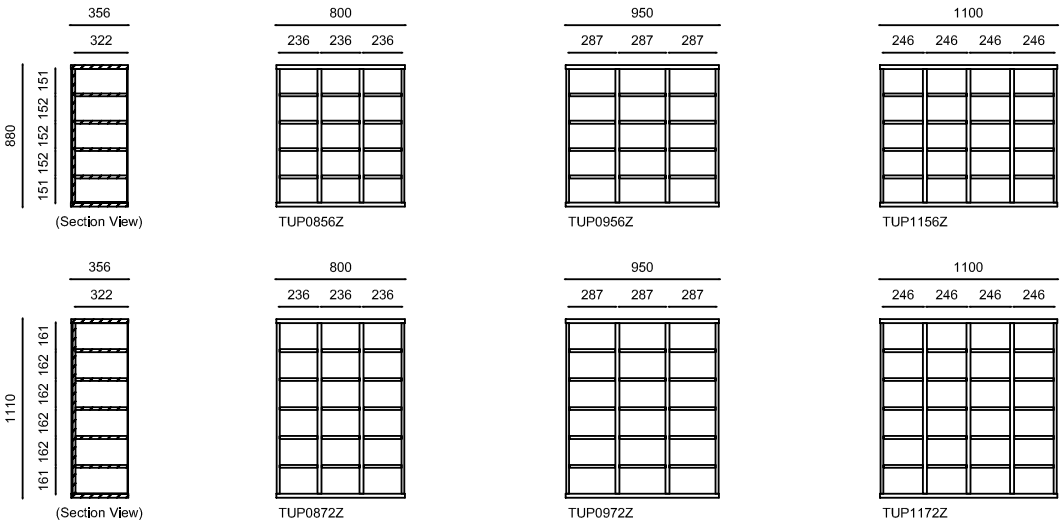 356 800 950 1100
322 236 236 236 287 287 287 246 246 246 246
880
151
152
152
152
151
(Section View) TUP0856Z TUP0956Z TUP1156Z
356 800 950 1100
322 236 236 236 287 287 287 246 246 246 246
1110
161
162
162
162
162
161
(Section View) TUP0872Z TUP0972Z TUP1172Z